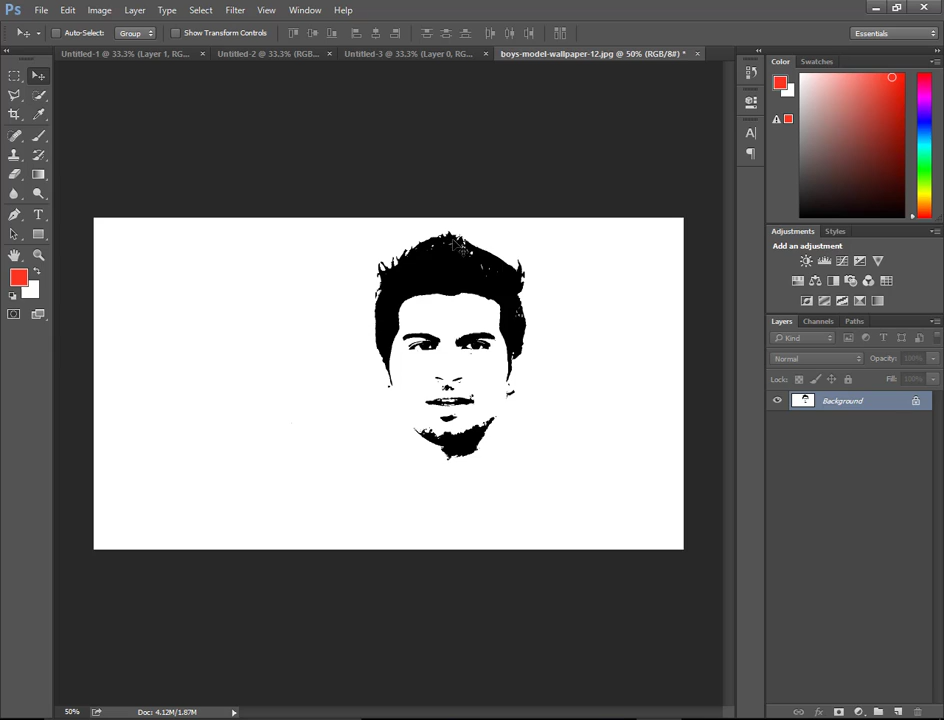 Ps File Edit Image Layer Type Select Filter View Window Help
Auto-Select: Group Show Transform Controls Essentials
Untitled-1 @ 33.3% (Layer 1, RG... × Untitled-2 @ 33.3% (RGB... × Untitled-3 @ 33.3% (Layer 0, RG... × boys-model-wallpaper-12.jpg @ 50% (RGB/8#) * ×
Color Swatches
Adjustments Styles
Add an adjustment
Layers Channels Paths
Kind
Normal Opacity: 100%
Lock: Fill: 100%
Background
50% Doc: 4.12M/1.87M